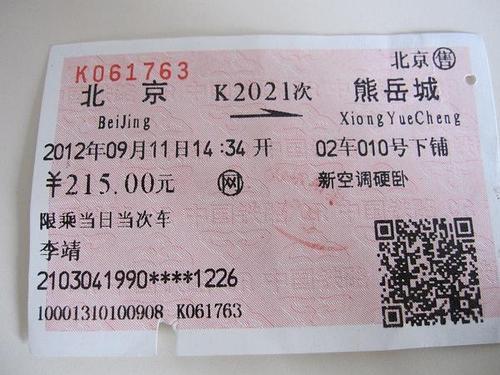 北京 售
K061763
北 京 K2021次 熊岳城
BeiJing XiongYueCheng
2012年09月11日14:34开 02车010号下铺
¥215.00元 网 新空调硬卧
限乘当日当次车
李靖
2103041990****1226
10001310100908 K061763